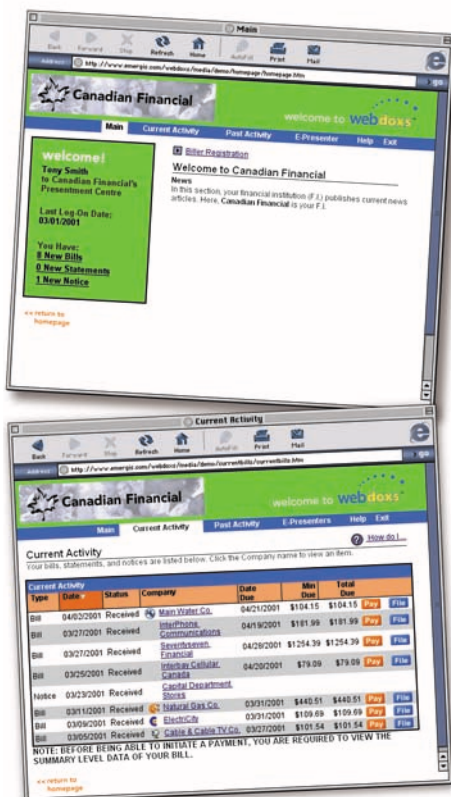 Main
Back Forward Stop Refresh Home AutoFill Print Mail
Address: http://www.emergis.com/webdoxs/media/demo/homepage/homepage.htm go
Canadian Financial
welcome to webdoxs
Main Current Activity Past Activity E-Presenter Help Exit
welcome!
Tony Smith
to Canadian Financial's
Presentment Centre
Last Log-On Date:
03/01/2001
You Have:
8 New Bills
0 New Statements
1 New Notice
<< return to
homepage
Biller Registration
Welcome to Canadian Financial
News
In this section, your financial institution (F.I.) publishes current news
articles. Here, Canadian Financial is your F.I.
Current Activity
Back Forward Stop Refresh Home AutoFill Print Mail
Address: http://www.emergis.com/webdoxs/media/demo/currentbills/currentbills.htm go
Canadian Financial
welcome to webdoxs
Main Current Activity Past Activity E-Presenters Help Exit
? How do I...
Current Activity
Your bills, statements, and notices are listed below. Click the Company name to view an item.
Current Activity
Type Date Status Company Date Due Min Due Total Due
Bill 04/02/2001 Received Main Water Co. 04/21/2001 $104.15 $104.15 Pay File
Bill 03/27/2001 Received InterPhone Communications 04/19/2001 $181.99 $181.99 Pay File
Bill 03/27/2001 Received Seventyseven Financial 04/28/2001 $1254.39 $1254.39 Pay File
Bill 03/25/2001 Received Interbay Cellular Canada 04/20/2001 $79.09 $79.09 Pay File
Notice 03/23/2001 Received Capital Department Stores File
Bill 03/11/2001 Received Natural Gas Co. 03/31/2001 $440.51 $440.51 Pay File
Bill 03/09/2001 Received ElectriCity 03/31/2001 $109.69 $109.69 Pay File
Bill 03/05/2001 Received Cable & Cable TV Co. 03/27/2001 $101.54 $101.54 Pay File
NOTE: BEFORE BEING ABLE TO INITIATE A PAYMENT, YOU ARE REQUIRED TO VIEW THE
SUMMARY LEVEL DATA OF YOUR BILL.
<< return to
homepage